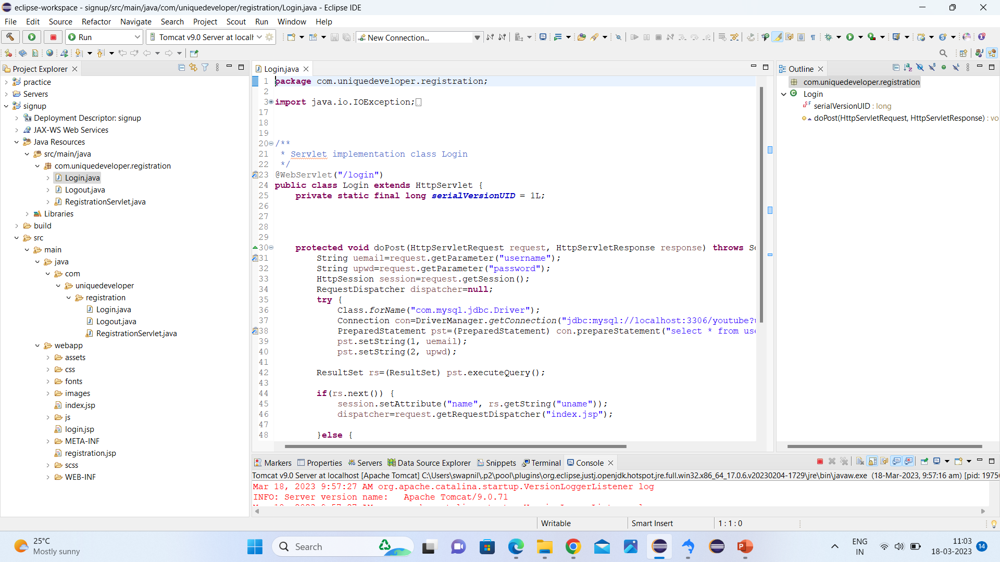 eclipse-workspace - signup/src/main/java/com/uniquedeveloper/registration/Login.java - Eclipse IDE
File Edit Source Refactor Navigate Search Project Scout Run Window Help
Run
Tomcat v9.0 Server at localh
New Connection...
Project Explorer
practice
Servers
signup
Deployment Descriptor: signup
JAX-WS Web Services
Java Resources
src/main/java
com.uniquedeveloper.registration
Login.java
Logout.java
RegistrationServlet.java
Libraries
build
src
main
java
com
uniquedeveloper
registration
Login.java
Logout.java
RegistrationServlet.java
webapp
assets
css
fonts
images
index.jsp
js
login.jsp
META-INF
registration.jsp
scss
WEB-INF
Login.java
1 package com.uniquedeveloper.registration;
2
3 import java.io.IOException;
17
18
19
20 /**
21 * Servlet implementation class Login
22 */
23 @WebServlet("/login")
24 public class Login extends HttpServlet {
25 private static final long serialVersionUID = 1L;
26
27
28
29
30 protected void doPost(HttpServletRequest request, HttpServletResponse response) throws Se
31 String uemail=request.getParameter("username");
32 String upwd=request.getParameter("password");
33 HttpSession session=request.getSession();
34 RequestDispatcher dispatcher=null;
35 try {
36 Class.forName("com.mysql.jdbc.Driver");
37 Connection con=DriverManager.getConnection("jdbc:mysql://localhost:3306/youtube?u
38 PreparedStatement pst=(PreparedStatement) con.prepareStatement("select * from use
39 pst.setString(1, uemail);
40 pst.setString(2, upwd);
41
42 ResultSet rs=(ResultSet) pst.executeQuery();
43
44 if(rs.next()) {
45 session.setAttribute("name", rs.getString("uname"));
46 dispatcher=request.getRequestDispatcher("index.jsp");
47
48 }else {
Outline
com.uniquedeveloper.registration
Login
serialVersionUID : long
doPost(HttpServletRequest, HttpServletResponse) : vo
Markers Properties Servers Data Source Explorer Snippets Terminal Console
Tomcat v9.0 Server at localhost [Apache Tomcat] C:\Users\swapnil\.p2\pool\plugins\org.eclipse.justj.openjdk.hotspot.jre.full.win32.x86_64_17.0.6.v20230204-1729\jre\bin\javaw.exe (18-Mar-2023, 9:57:16 am) [pid: 1975
Mar 18, 2023 9:57:27 AM org.apache.catalina.startup.VersionLoggerListener log
INFO: Server version name: Apache Tomcat/9.0.71
Writable Smart Insert 1 : 1 : 0
25°C
Mostly sunny
Search
ENG
IN
11:03
18-03-2023
14